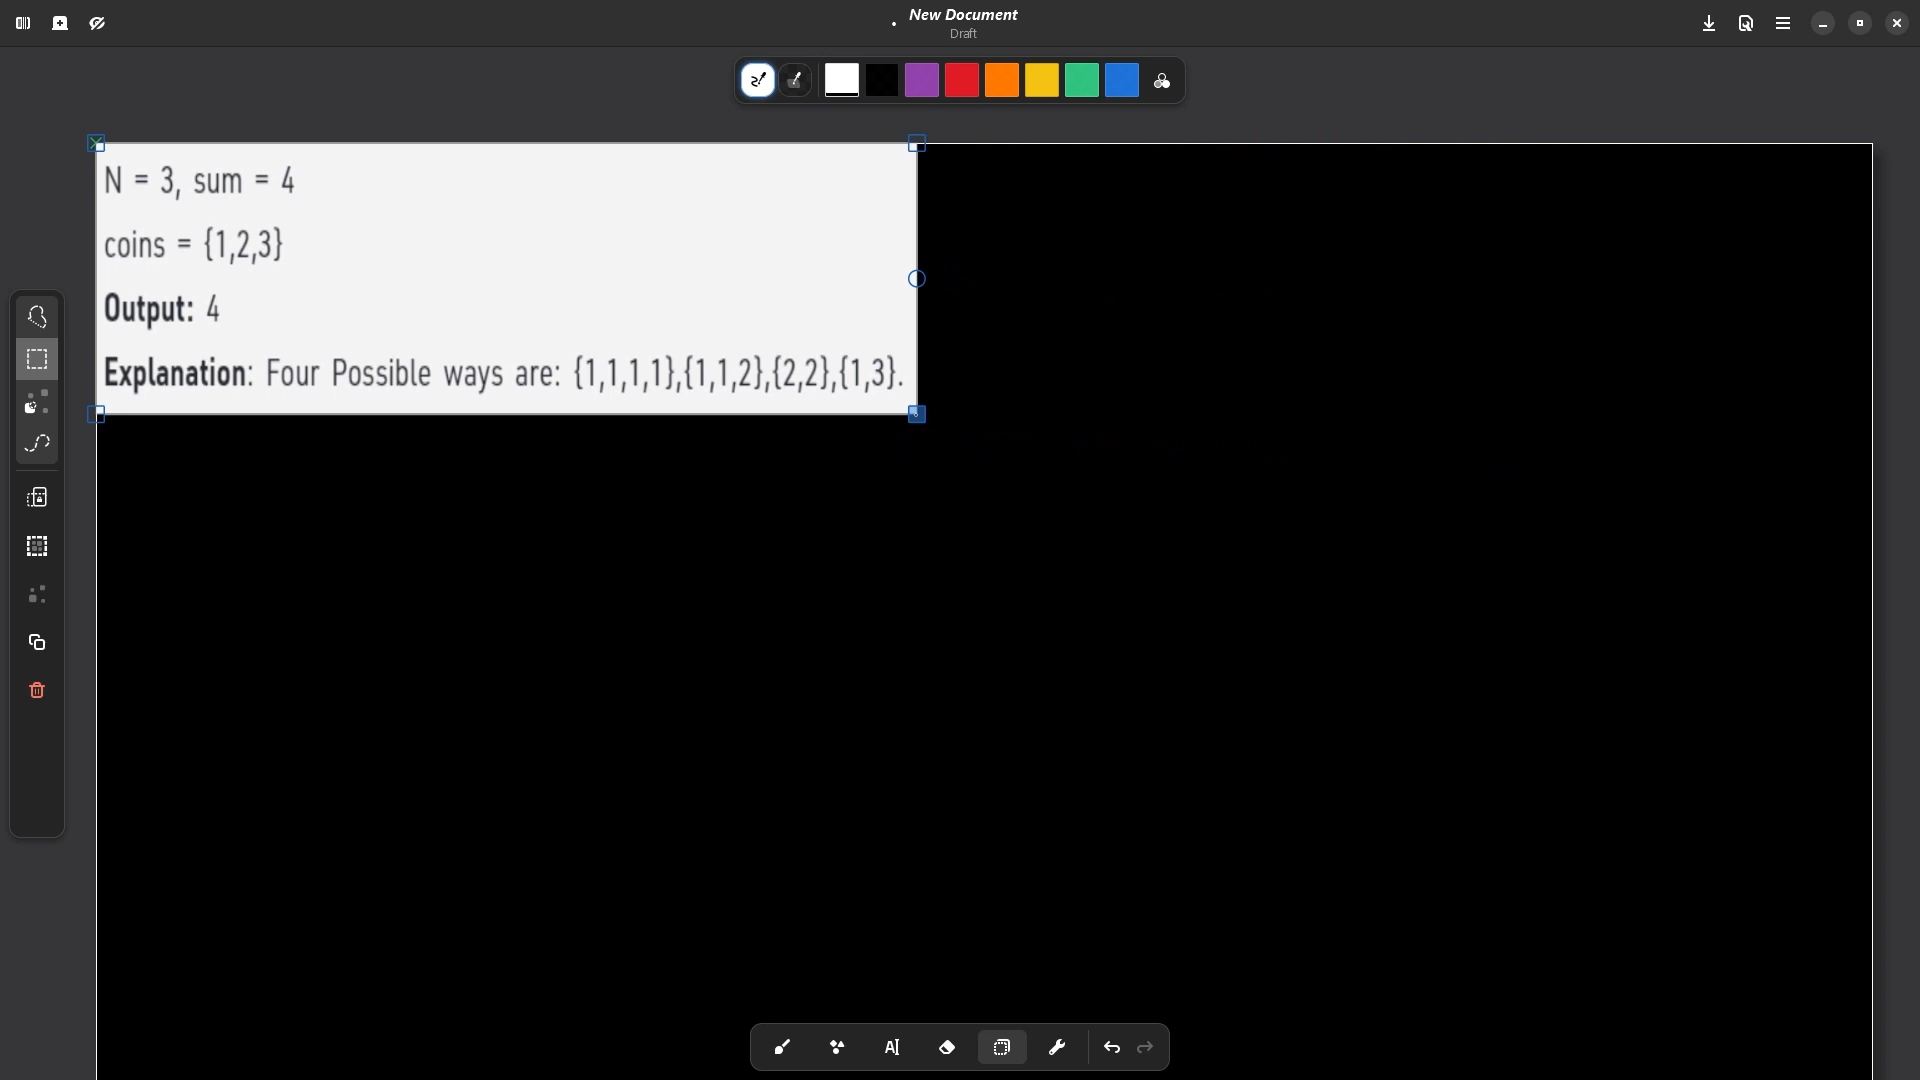 New Document
Draft
N = 3, sum = 4
coins = {1,2,3}
Output: 4
Explanation: Four Possible ways are: {1,1,1,1},{1,1,2},{2,2},{1,3}.